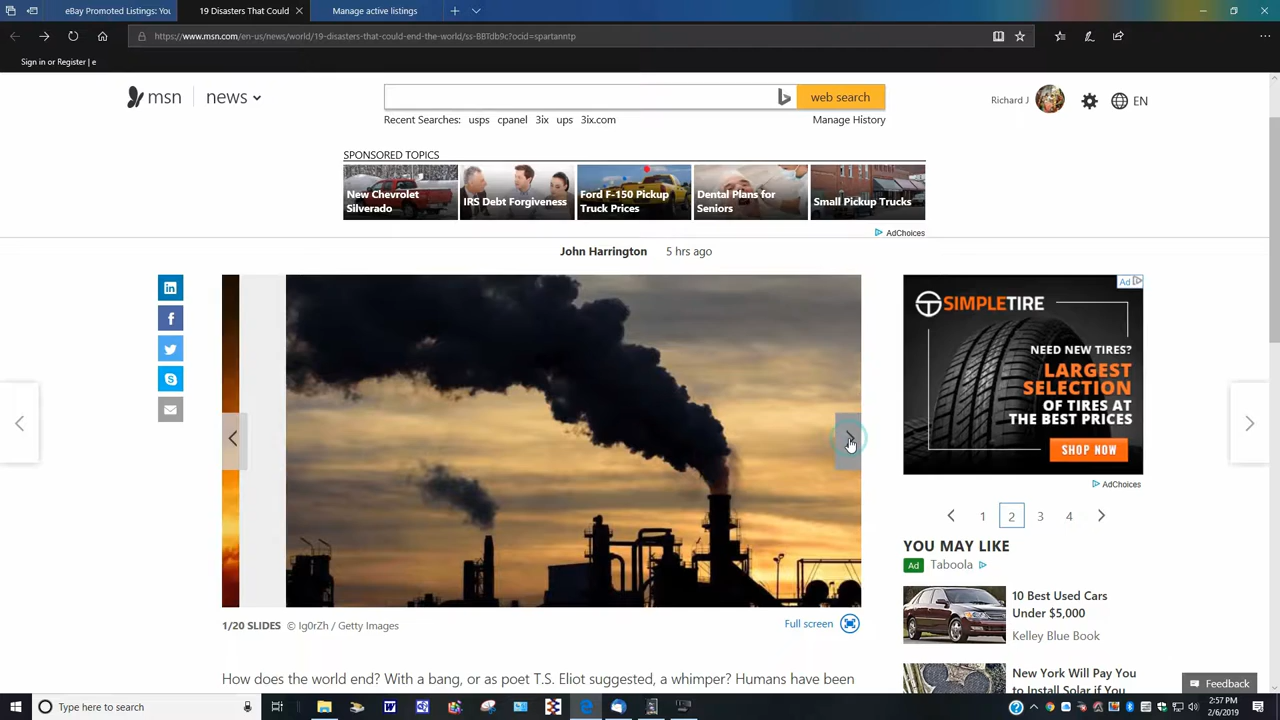 eBay Promoted Listings: You
19 Disasters That Could
Manage active listings
https://www.msn.com/en-us/news/world/19-disasters-that-could-end-the-world/ss-BBTdb9c?ocid=spartanntp
Sign in or Register | e
msn news
web search
Richard J
EN
Recent Searches: usps cpanel 3ix ups 3ix.com
Manage History
SPONSORED TOPICS
New Chevrolet
Silverado
IRS Debt Forgiveness
Ford F-150 Pickup
Truck Prices
Dental Plans for
Seniors
Small Pickup Trucks
AdChoices
John Harrington 5 hrs ago
Ad
SIMPLETIRE
NEED NEW TIRES?
LARGEST
SELECTION
OF TIRES AT
THE BEST PRICES
SHOP NOW
AdChoices
1 2 3 4
YOU MAY LIKE
Ad Taboola
10 Best Used Cars
Under $5,000
Kelley Blue Book
New York Will Pay You
to Install Solar if You
1/20 SLIDES © Ig0rZh / Getty Images
Full screen
How does the world end? With a bang, or as poet T.S. Eliot suggested, a whimper? Humans have been
Feedback
Type here to search
2:57 PM
2/6/2019